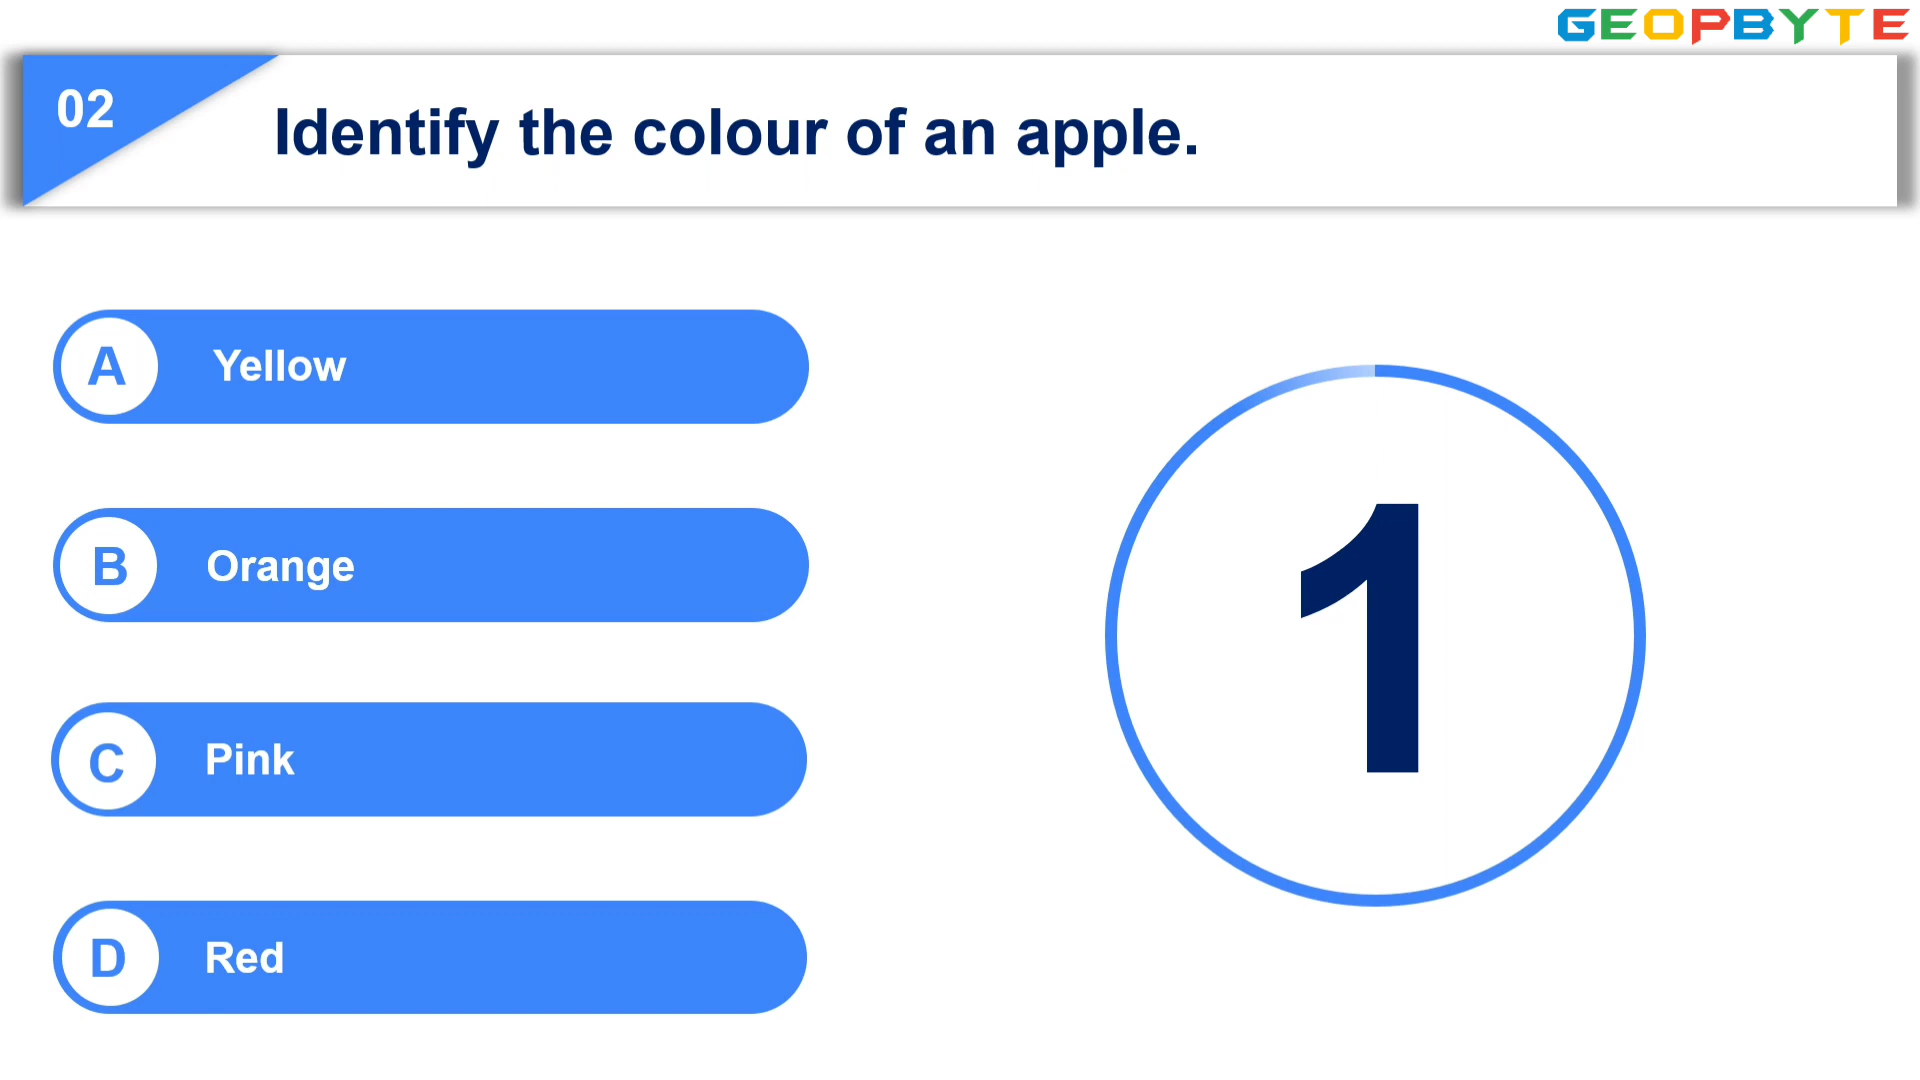 GEOPBYTE
02
Identify the colour of an apple.
A Yellow
B Orange
C Pink
D Red
1